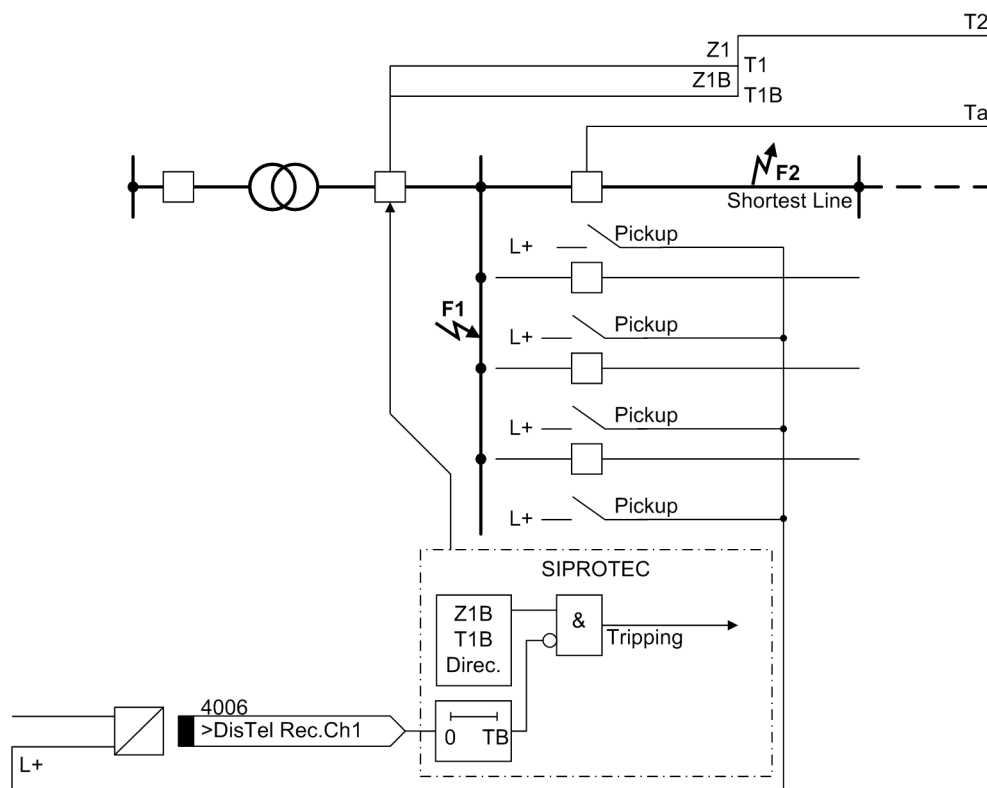 T2
Z1
T1
Z1B
T1B
Ta
F2
Shortest Line
Pickup
L+
F1
Pickup
L+
Pickup
L+
Pickup
L+
SIPROTEC
Z1B
T1B
Direc.
&
Tripping
4006
>DisTel Rec.Ch1
0 TB
L+